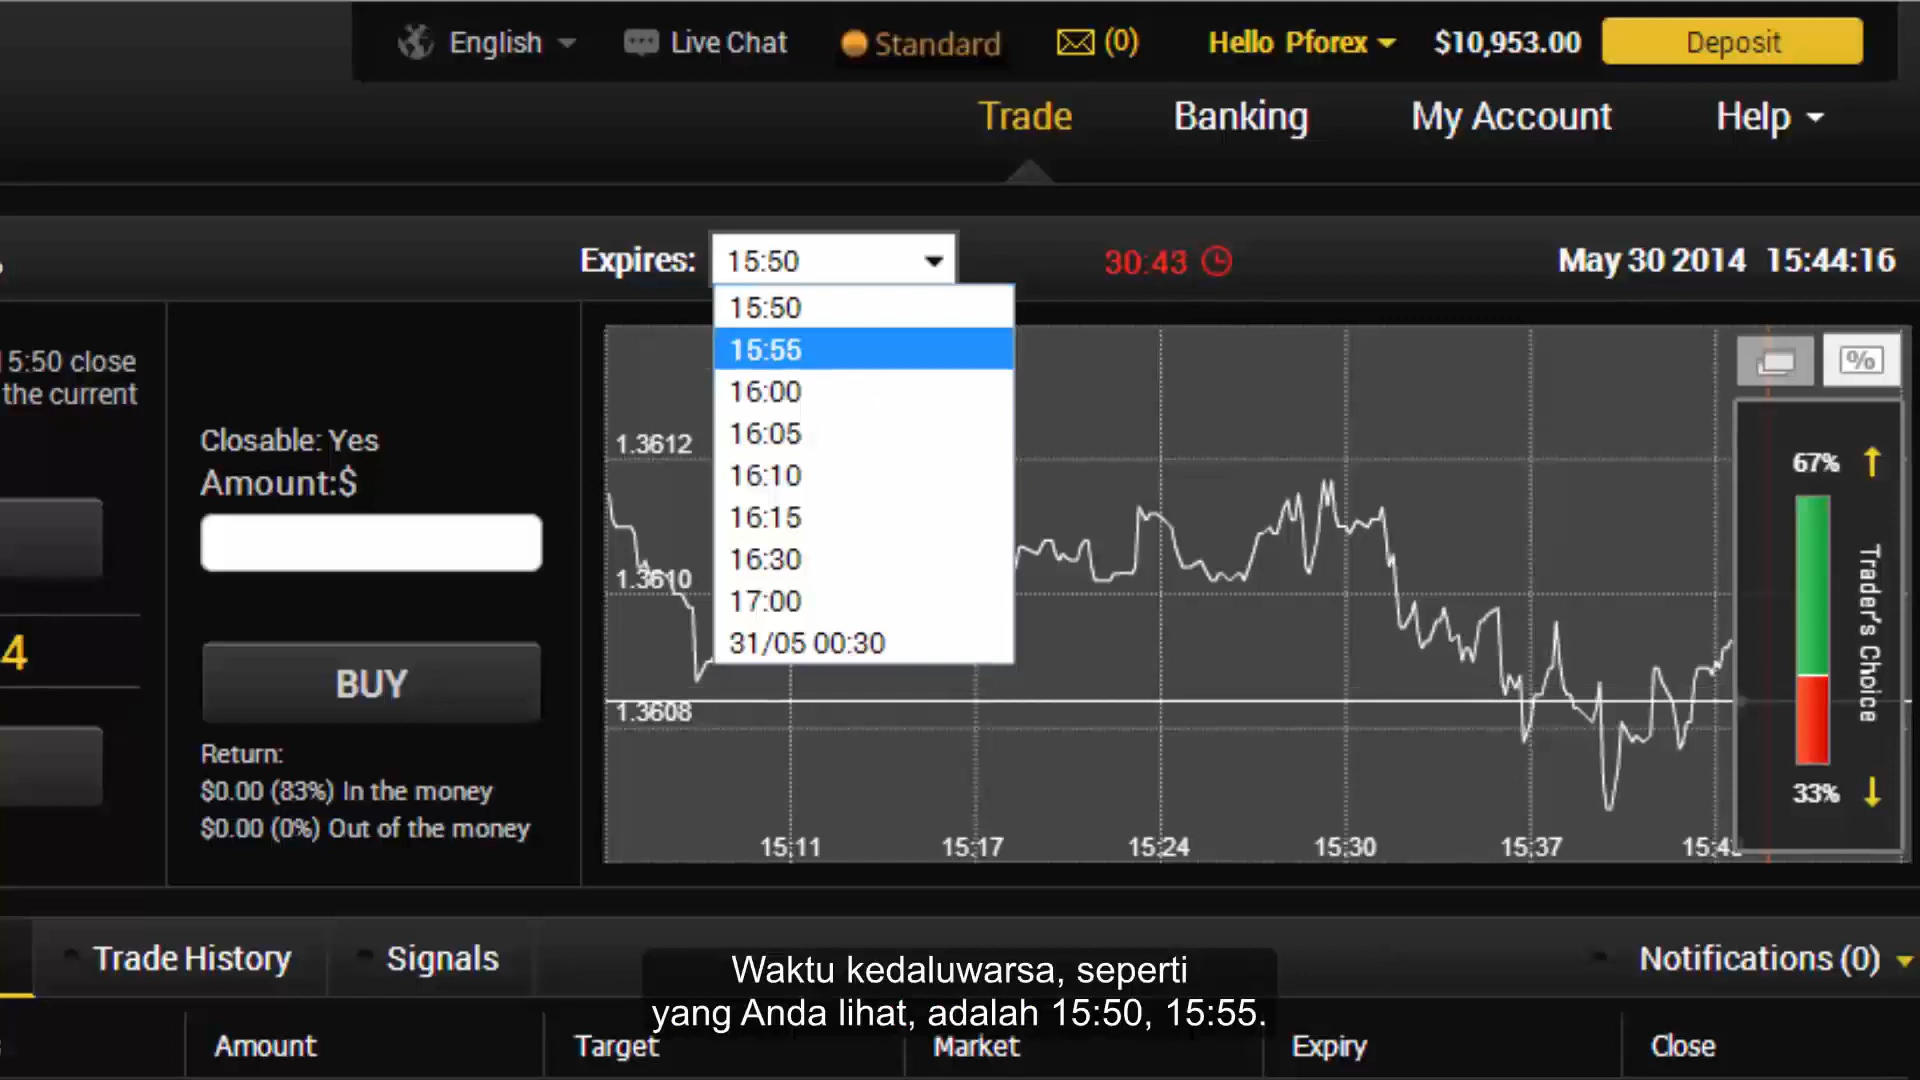 English
Live Chat
Standard
(0)
Hello Pforex
$10,953.00
Deposit
Trade
Banking
My Account
Help
Expires:
15:50
30:43
May 30 2014 15:44:16
15:50
15:55
16:00
16:05
16:10
16:15
16:30
17:00
31/05 00:30
5:50 close
the current
4
Closable: Yes
Amount:$
BUY
Return:
$0.00 (83%) In the money
$0.00 (0%) Out of the money
1.3612
1.3610
1.3608
15:11
15:17
15:24
15:30
15:37
%
67%
Trader's Choice
33%
Trade History
Signals
Notifications (0)
Waktu kedaluwarsa, seperti
yang Anda lihat, adalah 15:50, 15:55.
Amount
Target
Market
Expiry
Close